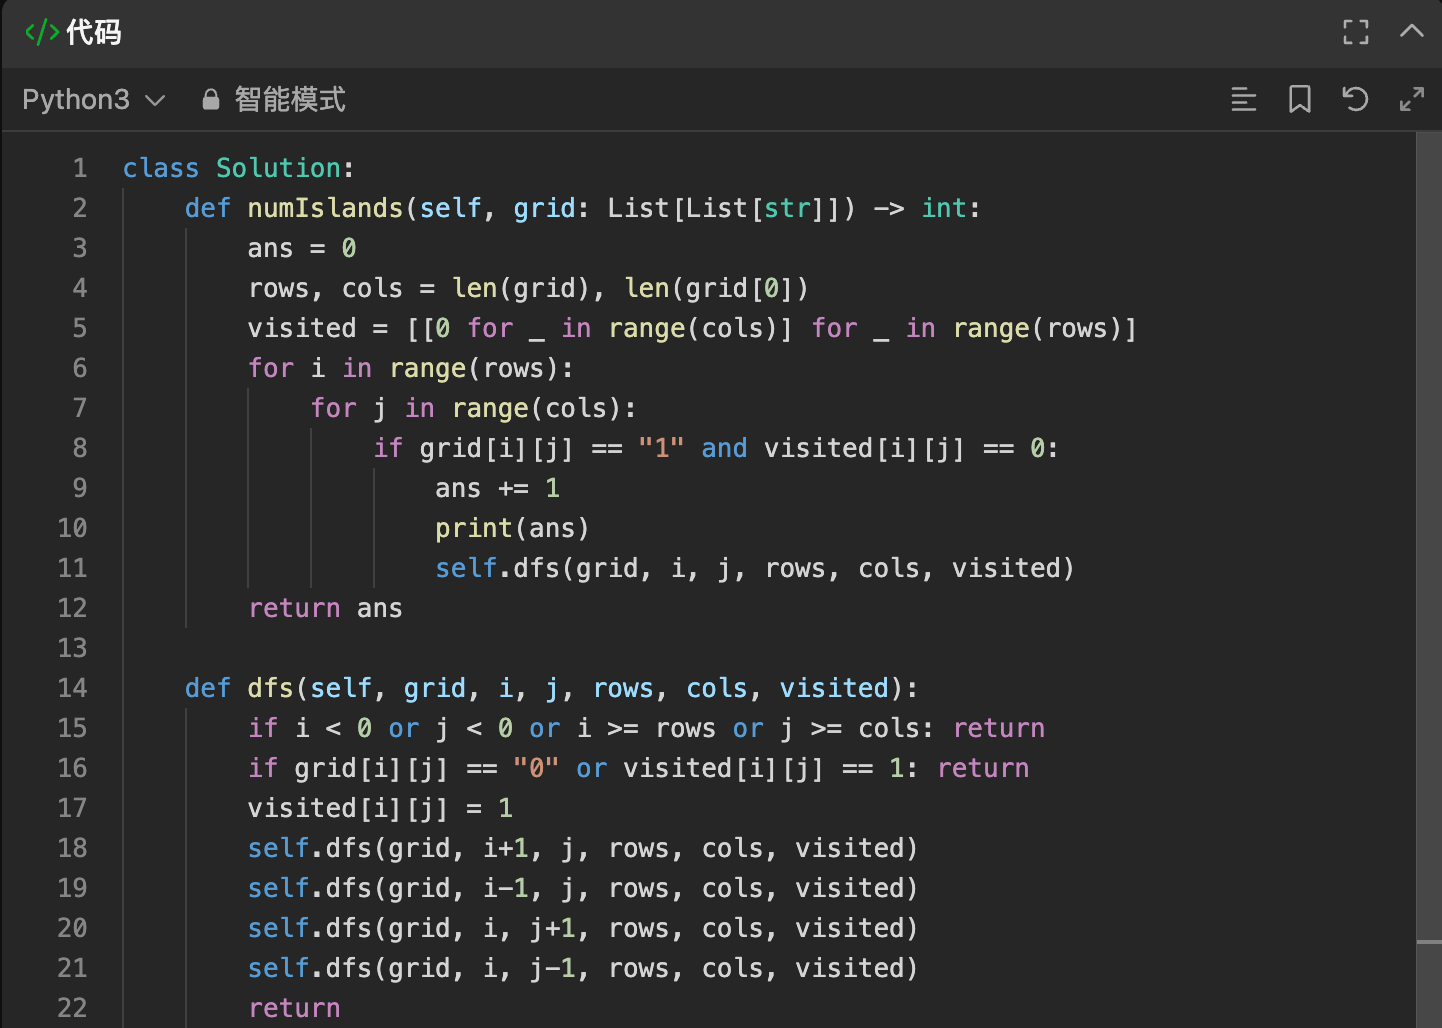 </> 代码
Python3 智能模式
1 class Solution:
2     def numIslands(self, grid: List[List[str]]) -> int:
3         ans = 0
4         rows, cols = len(grid), len(grid[0])
5         visited = [[0 for _ in range(cols)] for _ in range(rows)]
6         for i in range(rows):
7             for j in range(cols):
8                 if grid[i][j] == "1" and visited[i][j] == 0:
9                     ans += 1
10                     print(ans)
11                     self.dfs(grid, i, j, rows, cols, visited)
12         return ans
13
14     def dfs(self, grid, i, j, rows, cols, visited):
15         if i < 0 or j < 0 or i >= rows or j >= cols: return
16         if grid[i][j] == "0" or visited[i][j] == 1: return
17         visited[i][j] = 1
18         self.dfs(grid, i+1, j, rows, cols, visited)
19         self.dfs(grid, i-1, j, rows, cols, visited)
20         self.dfs(grid, i, j+1, rows, cols, visited)
21         self.dfs(grid, i, j-1, rows, cols, visited)
22         return